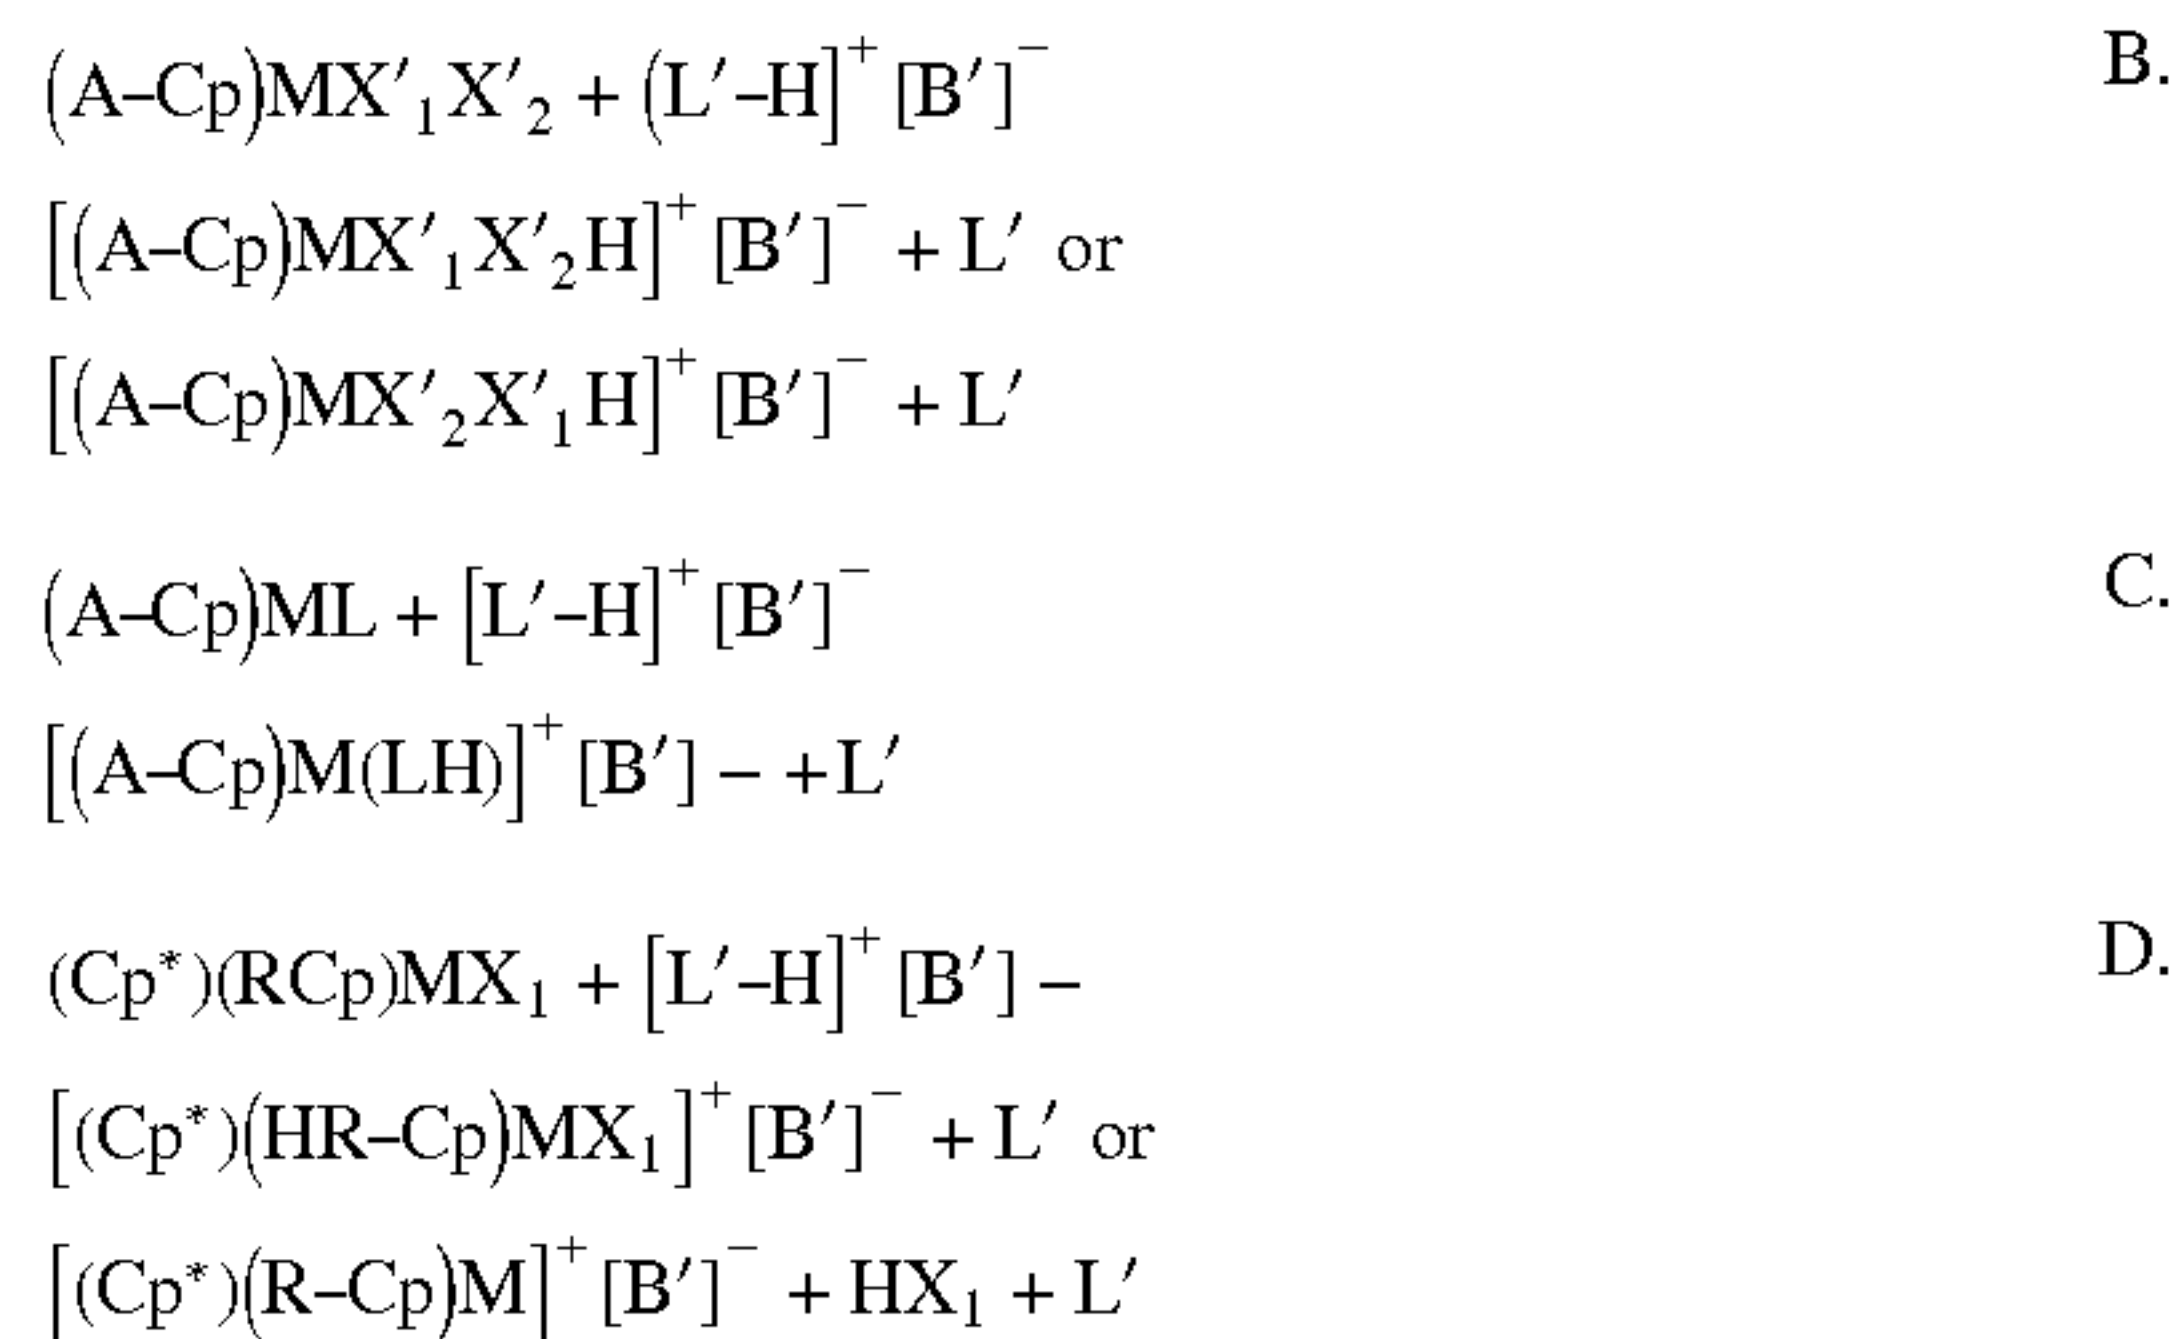 (A–Cp)MX′₁X′₂ + (L′–H]⁺ [B′]⁻ B.
[(A–Cp)MX′₁X′₂H]⁺ [B′]⁻ + L′ or
[(A–Cp)MX′₂X′₁H]⁺ [B′]⁻ + L′
(A–Cp)ML + [L′–H]⁺ [B′]⁻ C.
[(A–Cp)M(LH)]⁺ [B′] – +L′
(Cp*)(RCp)MX₁ + [L′–H]⁺ [B′] – D.
[(Cp*)(HR–Cp)MX₁]⁺ [B′]⁻ + L′ or
[(Cp*)(R–Cp)M]⁺ [B′]⁻ + HX₁ + L′